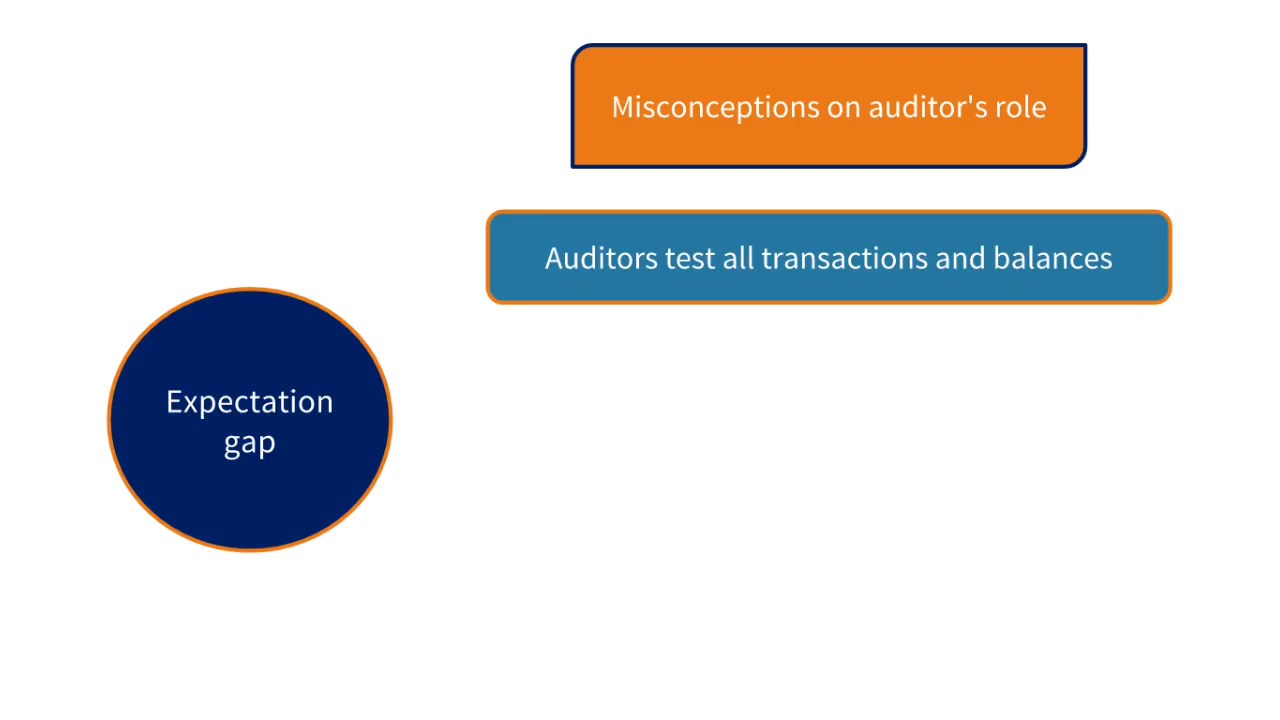 Misconceptions on auditor's role
Auditors test all transactions and balances
Expectation
gap